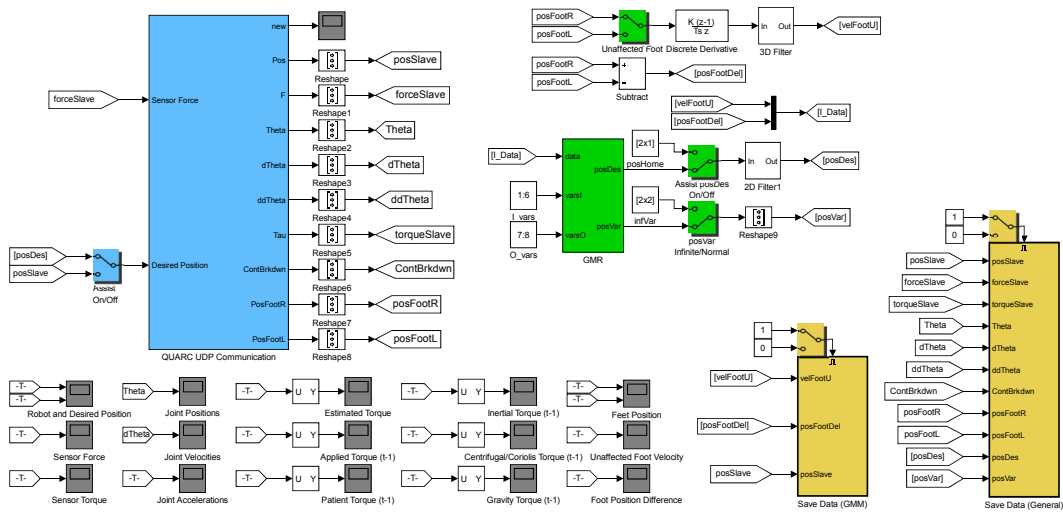 new
Pos
Reshape
posSlave
forceSlave
Sensor Force
F
Reshape1
forceSlave
Theta
Reshape2
Theta
dTheta
Reshape3
dTheta
ddTheta
Reshape4
ddTheta
Tau
Reshape5
torqueSlave
[posDes]
posSlave
Assist
On/Off
Desired Position
ContBrkdwn
Reshape6
ContBrkdwn
PosFootR
Reshape7
posFootR
PosFootL
Reshape8
posFootL
QUARC UDP Communication
posFootR
posFootL
Unaffected Foot
K (z-1)
Ts z
Discrete Derivative
In Out
3D Filter
[velFootU]
posFootR
posFootL
+
−
Subtract
[posFootDel]
[velFootU]
[posFootDel]
[I_Data]
[I_Data]
1:6
I_vars
7:8
O_vars
data
varsI
varsO
posDes
posVar
GMR
[2x1]
posHome
Assist posDes
On/Off
In Out
2D Filter1
[posDes]
[2x2]
infVar
posVar
Infinite/Normal
Reshape9
[posVar]
1
0
posSlave
forceSlave
torqueSlave
Theta
dTheta
ddTheta
ContBrkdwn
posFootR
posFootL
[posDes]
[posVar]
posSlave
forceSlave
torqueSlave
Theta
dTheta
ddTheta
ContBrkdwn
posFootR
posFootL
posDes
posVar
Save Data (General)
1
0
[velFootU]
[posFootDel]
posSlave
velFootU
posFootDel
posSlave
Save Data (GMM)
-T-
-T-
Robot and Desired Position
Theta
Joint Positions
-T-
U Y
Estimated Torque
-T-
U Y
Inertial Torque (t-1)
-T-
-T-
Feet Position
-T-
Sensor Force
dTheta
Joint Velocities
-T-
U Y
Applied Torque (t-1)
-T-
U Y
Centrifugal/Coriolis Torque (t-1)
-T-
Unaffected Foot Velocity
-T-
Sensor Torque
-T-
Joint Accelerations
-T-
U Y
Patient Torque (t-1)
-T-
U Y
Gravity Torque (t-1)
-T-
Foot Position Difference